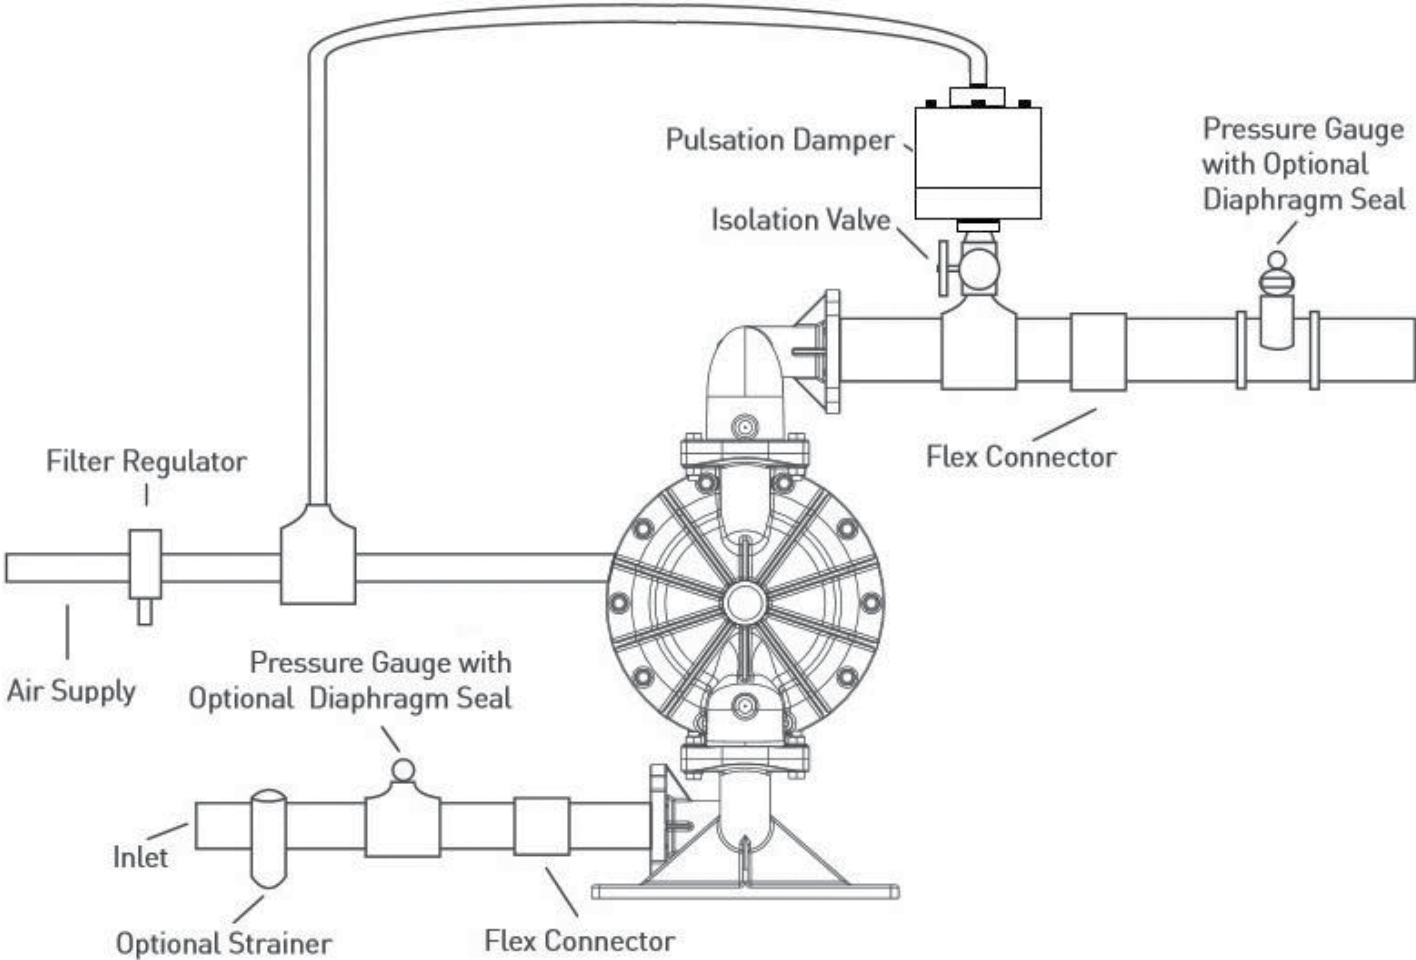 Pulsation Damper
Pressure Gauge
with Optional
Diaphragm Seal
Isolation Valve
Flex Connector
Filter Regulator
Air Supply
Pressure Gauge with
Optional Diaphragm Seal
Inlet
Optional Strainer
Flex Connector